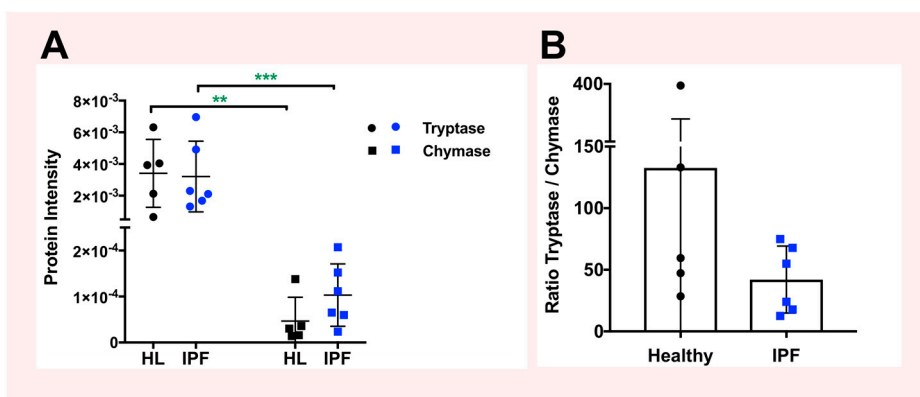 A
Protein Intensity
8×10-3
6×10-3
4×10-3
2×10-3
2×10-4
1×10-4
0
**
***
Tryptase
Chymase
HL IPF HL IPF
B
Ratio Tryptase / Chymase
400
150
100
50
0
Healthy IPF